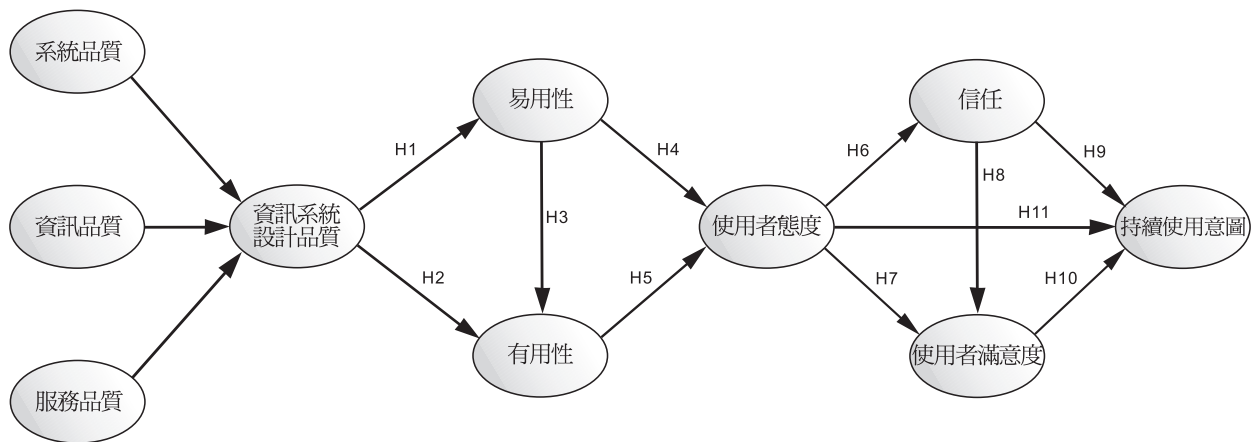 系統品質
易用性
信任
H1
H4
H6
H9
H8
資訊品質
資訊系統
設計品質
H3
使用者態度
H11
持續使用意圖
H2
H5
H7
H10
有用性
使用者滿意度
服務品質